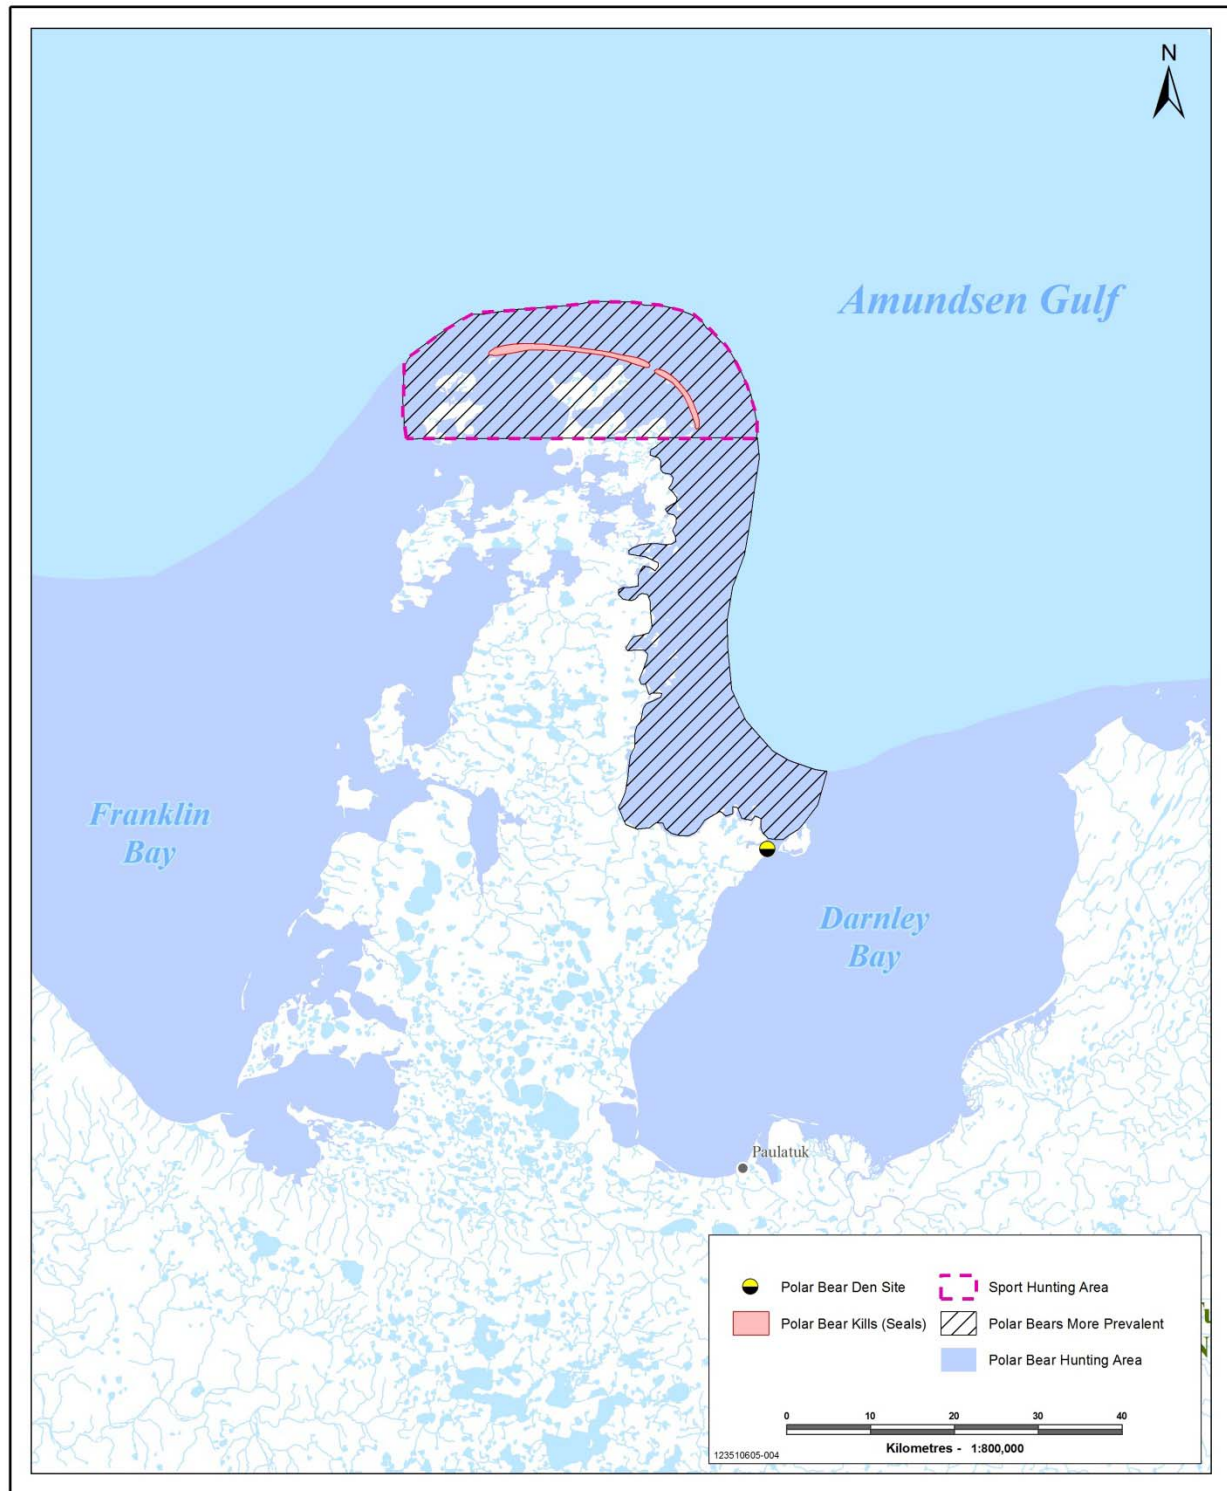 N
Amundsen Gulf
Franklin
Bay
Darnley
Bay
Paulatuk
Polar Bear Den Site
Sport Hunting Area
Polar Bear Kills (Seals)
Polar Bears More Prevalent
Polar Bear Hunting Area
0 10 20 30 40
Kilometres - 1:800,000
123510605-004